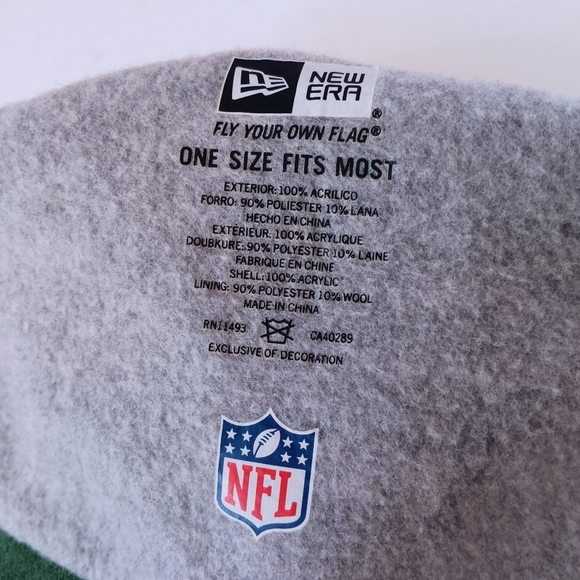 NEW
ERA
®
FLY YOUR OWN FLAG®
ONE SIZE FITS MOST
EXTERIOR: 100% ACRILICO
FORRO: 90% POLIESTER 10% LANA
HECHO EN CHINA
EXTÉRIEUR: 100% ACRYLIQUE
DOUBKURE: 90% POLYESTER 10% LAINE
FABRIQUE EN CHINE
SHELL: 100% ACRYLIC
LINING: 90% POLYESTER 10% WOOL
MADE IN CHINA
RN11493 CA40289
EXCLUSIVE OF DECORATION
NFL